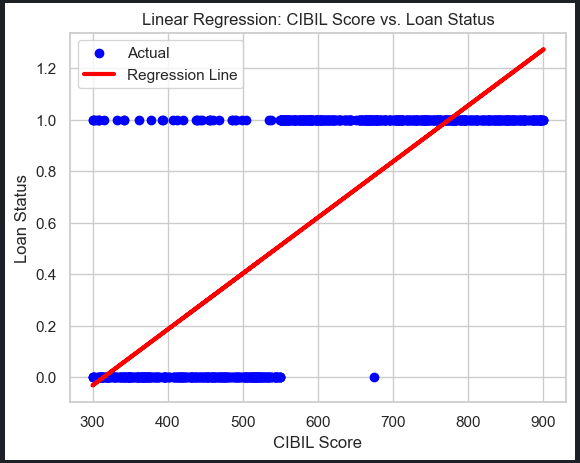 Linear Regression: CIBIL Score vs. Loan Status
Actual
Regression Line
Loan Status
1.2
1.0
0.8
0.6
0.4
0.2
0.0
300 400 500 600 700 800 900
CIBIL Score